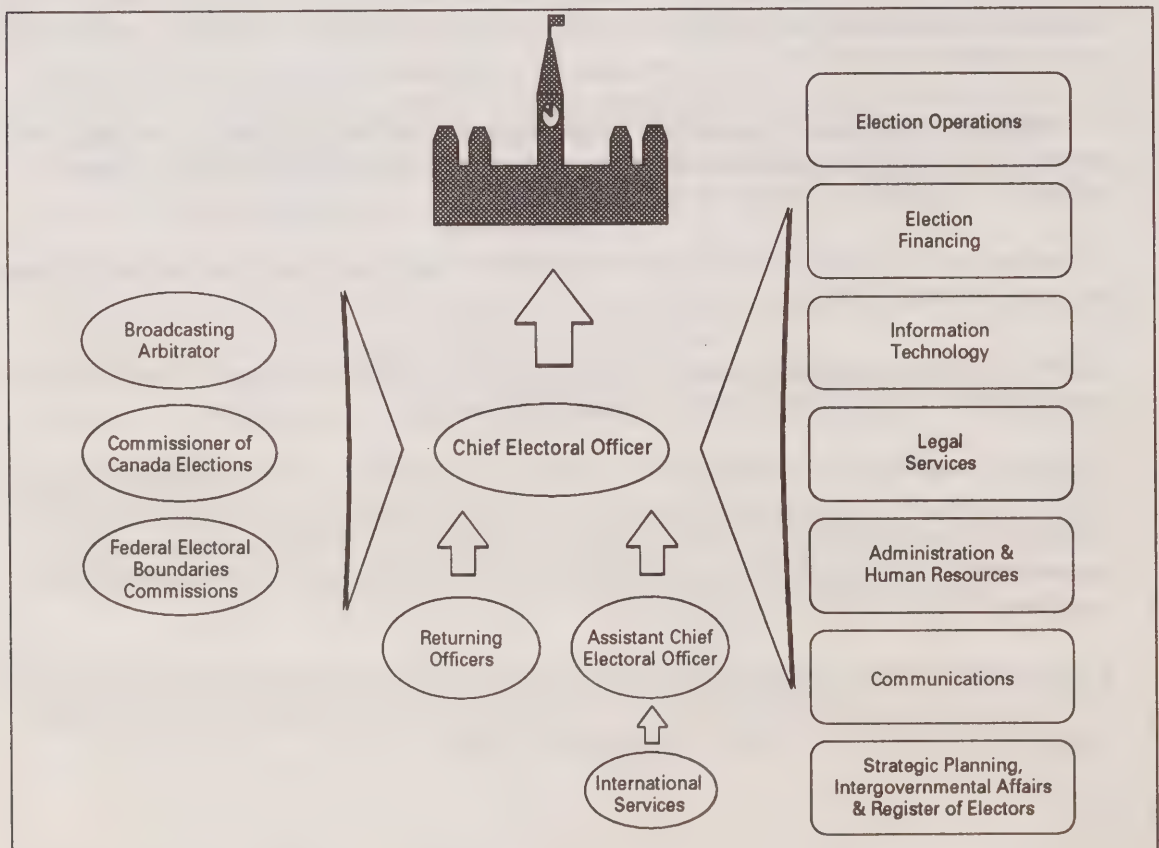 Election Operations
Election
Financing
Information
Technology
Legal
Services
Administration &
Human Resources
Communications
Strategic Planning,
Intergovernmental Affairs
& Register of Electors
Broadcasting
Arbitrator
Commissioner of
Canada Elections
Federal Electoral
Boundaries
Commissions
Chief Electoral Officer
Returning
Officers
Assistant Chief
Electoral Officer
International
Services